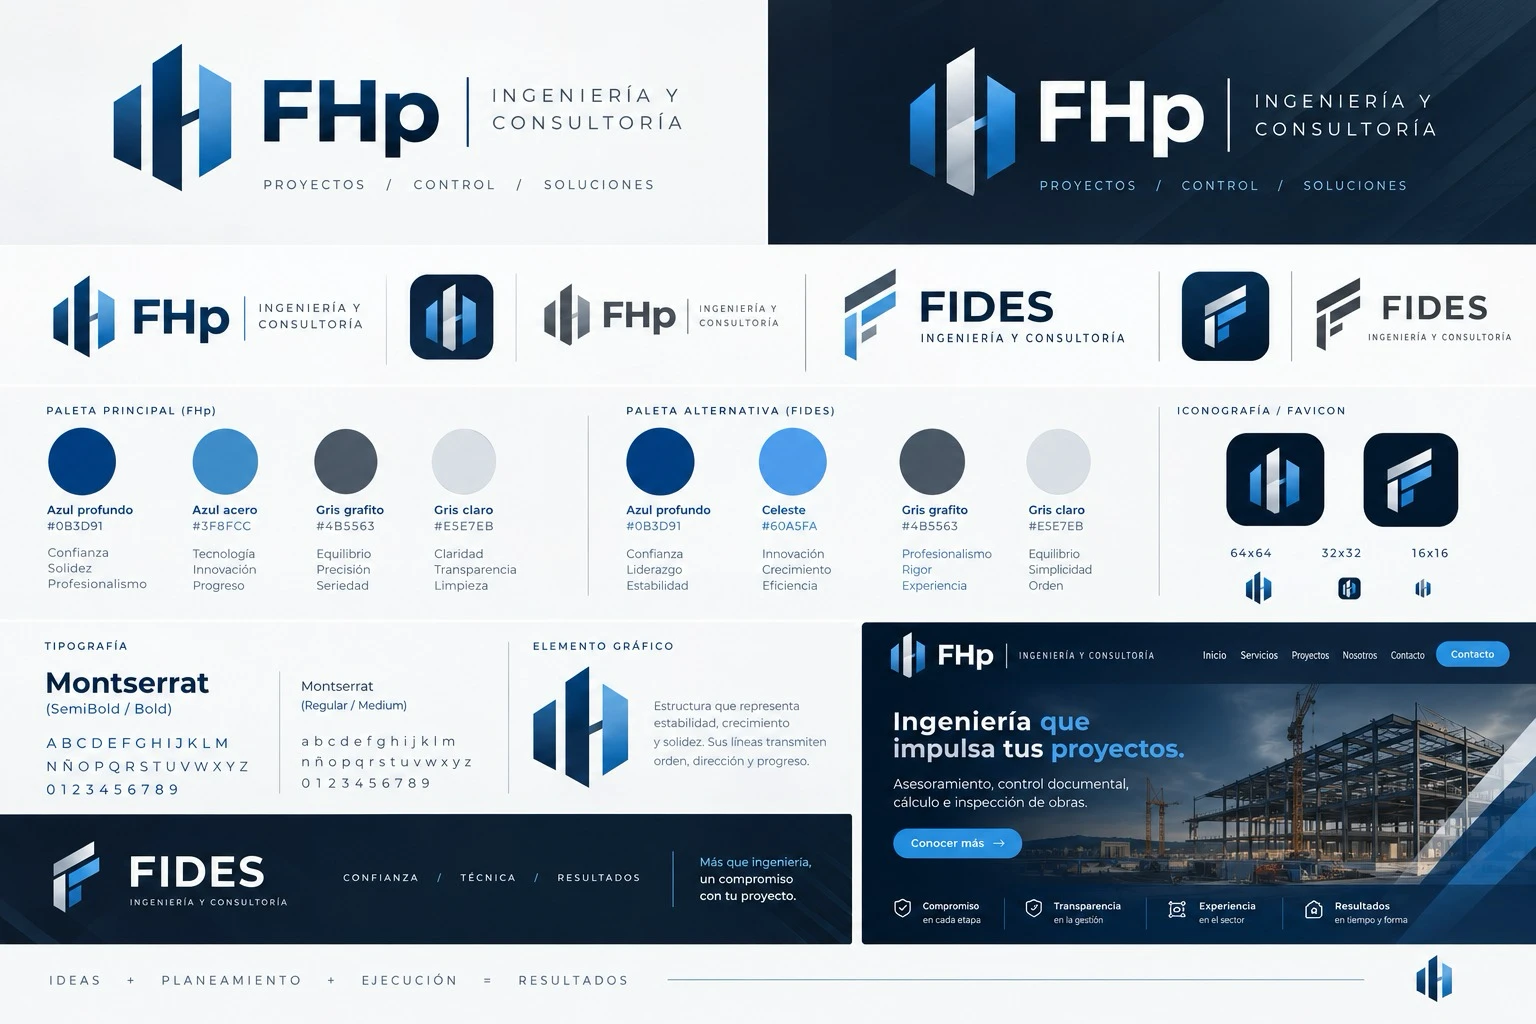 FHp
INGENIERÍA Y
CONSULTORÍA
PROYECTOS / CONTROL / SOLUCIONES
FHp
INGENIERÍA Y
CONSULTORÍA
PROYECTOS / CONTROL / SOLUCIONES
FHp
INGENIERÍA Y
CONSULTORÍA
FHp
INGENIERÍA Y
CONSULTORÍA
FIDES
INGENIERÍA Y CONSULTORÍA
FIDES
INGENIERÍA Y CONSULTORÍA
PALETA PRINCIPAL (FHp)
Azul profundo
#0B3D91
Confianza
Solidez
Profesionalismo
Azul acero
#3F8FCC
Tecnología
Innovación
Progreso
Gris grafito
#4B5563
Equilibrio
Precisión
Seriedad
Gris claro
#E5E7EB
Claridad
Transparencia
Limpieza
PALETA ALTERNATIVA (FIDES)
Azul profundo
#0B3D91
Confianza
Liderazgo
Estabilidad
Celeste
#60A5FA
Innovación
Crecimiento
Eficiencia
Gris grafito
#4B5563
Profesionalismo
Rigor
Experiencia
Gris claro
#E5E7EB
Equilibrio
Simplicidad
Orden
ICONOGRAFÍA / FAVICON
64x64 32x32 16x16
TIPOGRAFÍA
Montserrat
(SemiBold / Bold)
A B C D E F G H I J K L M
N Ñ O P Q R S T U V W X Y Z
0 1 2 3 4 5 6 7 8 9
Montserrat
(Regular / Medium)
a b c d e f g h i j k l m
n ñ o p q r s t u v w x y z
0 1 2 3 4 5 6 7 8 9
ELEMENTO GRÁFICO
Estructura que representa
estabilidad, crecimiento
y solidez. Sus líneas transmiten
orden, dirección y progreso.
FIDES
INGENIERÍA Y CONSULTORÍA
CONFIANZA / TÉCNICA / RESULTADOS
Más que ingeniería,
un compromiso
con tu proyecto.
FHp
INGENIERÍA Y CONSULTORÍA
Inicio Servicios Proyectos Nosotros Contacto Contacto
Ingeniería que
impulsa tus proyectos.
Asesoramiento, control documental,
cálculo e inspección de obras.
Conocer más →
Compromiso
en cada etapa
Transparencia
en la gestión
Experiencia
en el sector
Resultados
en tiempo y forma
IDEAS + PLANEAMIENTO + EJECUCIÓN = RESULTADOS